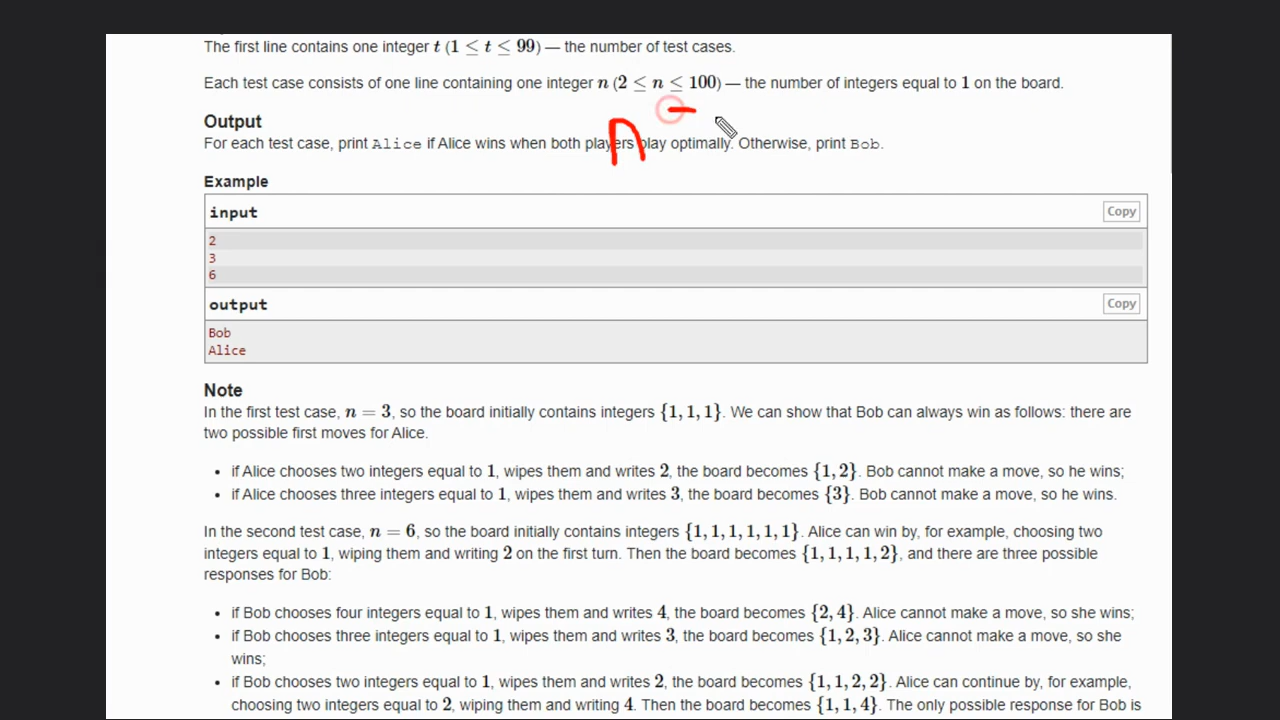 The first line contains one integer t (1 ≤ t ≤ 99) — the number of test cases.
Each test case consists of one line containing one integer n (2 ≤ n ≤ 100) — the number of integers equal to 1 on the board.
Output
For each test case, print Alice if Alice wins when both players play optimally. Otherwise, print Bob.
n
Example
input
Copy
2
3
6
output
Copy
Bob
Alice
Note
In the first test case, n = 3, so the board initially contains integers {1, 1, 1}. We can show that Bob can always win as follows: there are
two possible first moves for Alice.
• if Alice chooses two integers equal to 1, wipes them and writes 2, the board becomes {1, 2}. Bob cannot make a move, so he wins;
• if Alice chooses three integers equal to 1, wipes them and writes 3, the board becomes {3}. Bob cannot make a move, so he wins.
In the second test case, n = 6, so the board initially contains integers {1, 1, 1, 1, 1, 1}. Alice can win by, for example, choosing two
integers equal to 1, wiping them and writing 2 on the first turn. Then the board becomes {1, 1, 1, 1, 2}, and there are three possible
responses for Bob:
• if Bob chooses four integers equal to 1, wipes them and writes 4, the board becomes {2, 4}. Alice cannot make a move, so she wins;
• if Bob chooses three integers equal to 1, wipes them and writes 3, the board becomes {1, 2, 3}. Alice cannot make a move, so she
wins;
• if Bob chooses two integers equal to 1, wipes them and writes 2, the board becomes {1, 1, 2, 2}. Alice can continue by, for example,
choosing two integers equal to 2, wiping them and writing 4. Then the board becomes {1, 1, 4}. The only possible response for Bob is